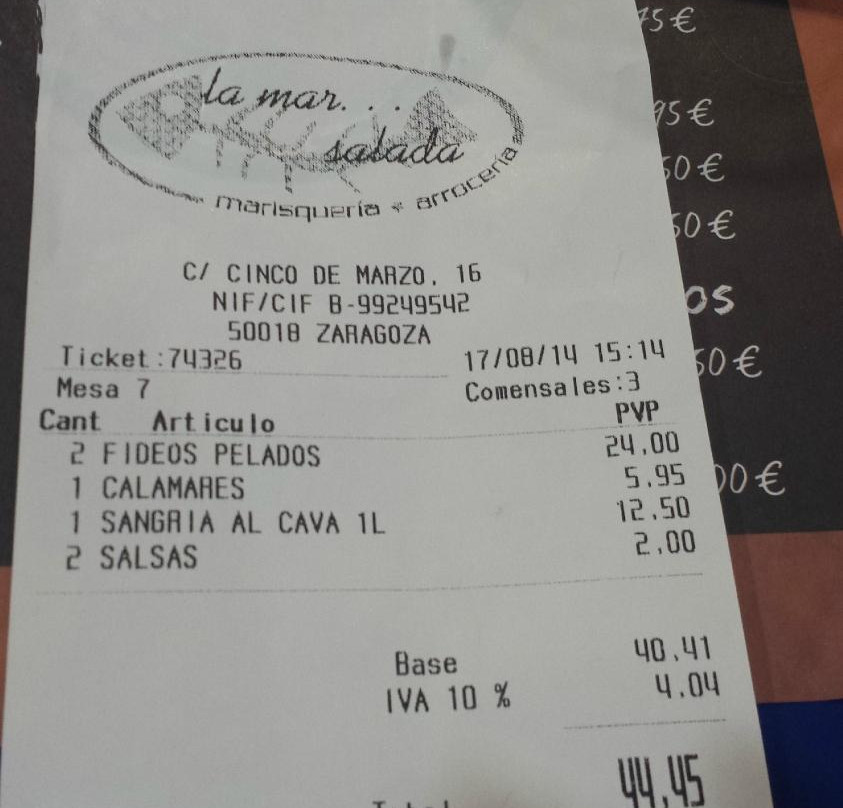 la mar...
salada
marisquería * arrocería
C/ CINCO DE MARZO, 16
NIF/CIF B-99249542
50018 ZARAGOZA
Ticket:74326 17/08/14 15:14
Mesa 7 Comensales:3
Cant Articulo PVP
2 FIDEOS PELADOS 24.00
1 CALAMARES 5.95
1 SANGRIA AL CAVA 1L 12.50
2 SALSAS 2.00
Base 40.41
IVA 10 % 4.04
44,45